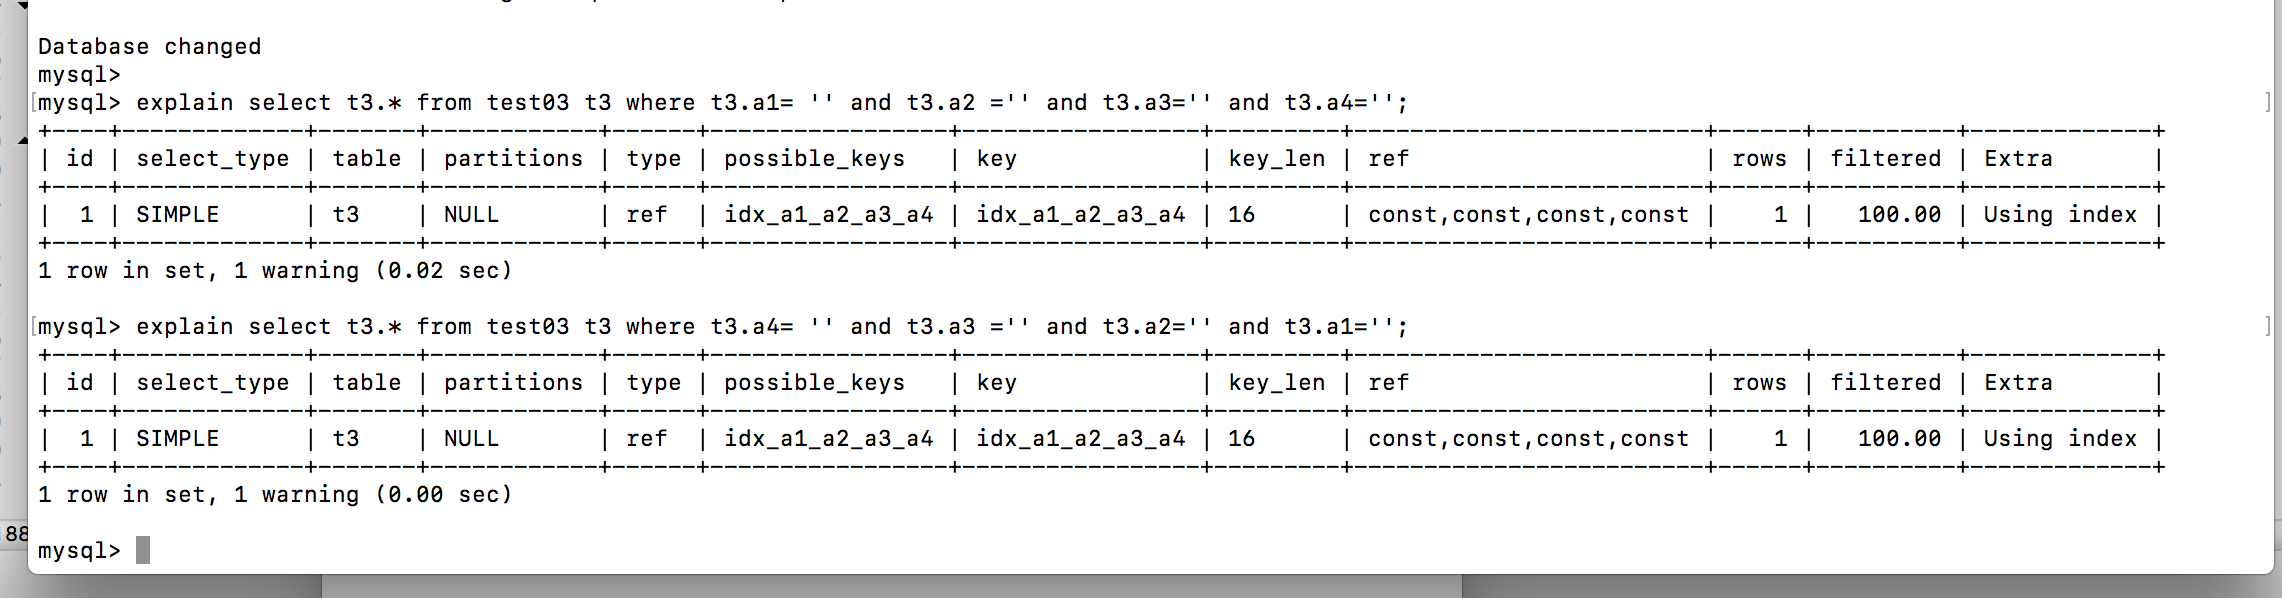 Database changed
mysql>
mysql> explain select t3.* from test03 t3 where t3.a1= '' and t3.a2 ='' and t3.a3='' and t3.a4='';
+----+-------------+-------+------------+------+-----------------+-----------------+---------+-------------------------+------+----------+-------------+
| id | select_type | table | partitions | type | possible_keys   | key             | key_len | ref                     | rows | filtered | Extra       |
+----+-------------+-------+------------+------+-----------------+-----------------+---------+-------------------------+------+----------+-------------+
|  1 | SIMPLE      | t3    | NULL       | ref  | idx_a1_a2_a3_a4 | idx_a1_a2_a3_a4 | 16      | const,const,const,const |    1 |   100.00 | Using index |
+----+-------------+-------+------------+------+-----------------+-----------------+---------+-------------------------+------+----------+-------------+
1 row in set, 1 warning (0.02 sec)
mysql> explain select t3.* from test03 t3 where t3.a4= '' and t3.a3 ='' and t3.a2='' and t3.a1='';
+----+-------------+-------+------------+------+-----------------+-----------------+---------+-------------------------+------+----------+-------------+
| id | select_type | table | partitions | type | possible_keys   | key             | key_len | ref                     | rows | filtered | Extra       |
+----+-------------+-------+------------+------+-----------------+-----------------+---------+-------------------------+------+----------+-------------+
|  1 | SIMPLE      | t3    | NULL       | ref  | idx_a1_a2_a3_a4 | idx_a1_a2_a3_a4 | 16      | const,const,const,const |    1 |   100.00 | Using index |
+----+-------------+-------+------------+------+-----------------+-----------------+---------+-------------------------+------+----------+-------------+
1 row in set, 1 warning (0.00 sec)
188
mysql>